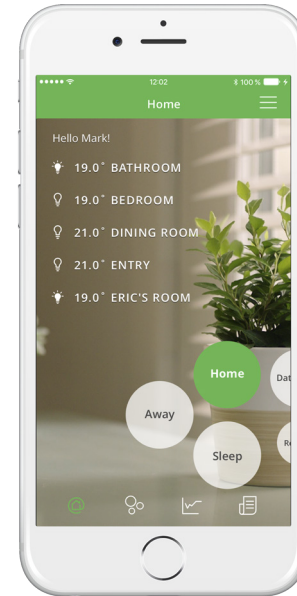 12:02
100 %
Home
Hello Mark!
19.0° BATHROOM
19.0° BEDROOM
21.0° DINING ROOM
21.0° ENTRY
19.0° ERIC'S ROOM
Home
Dat
Away
Sleep